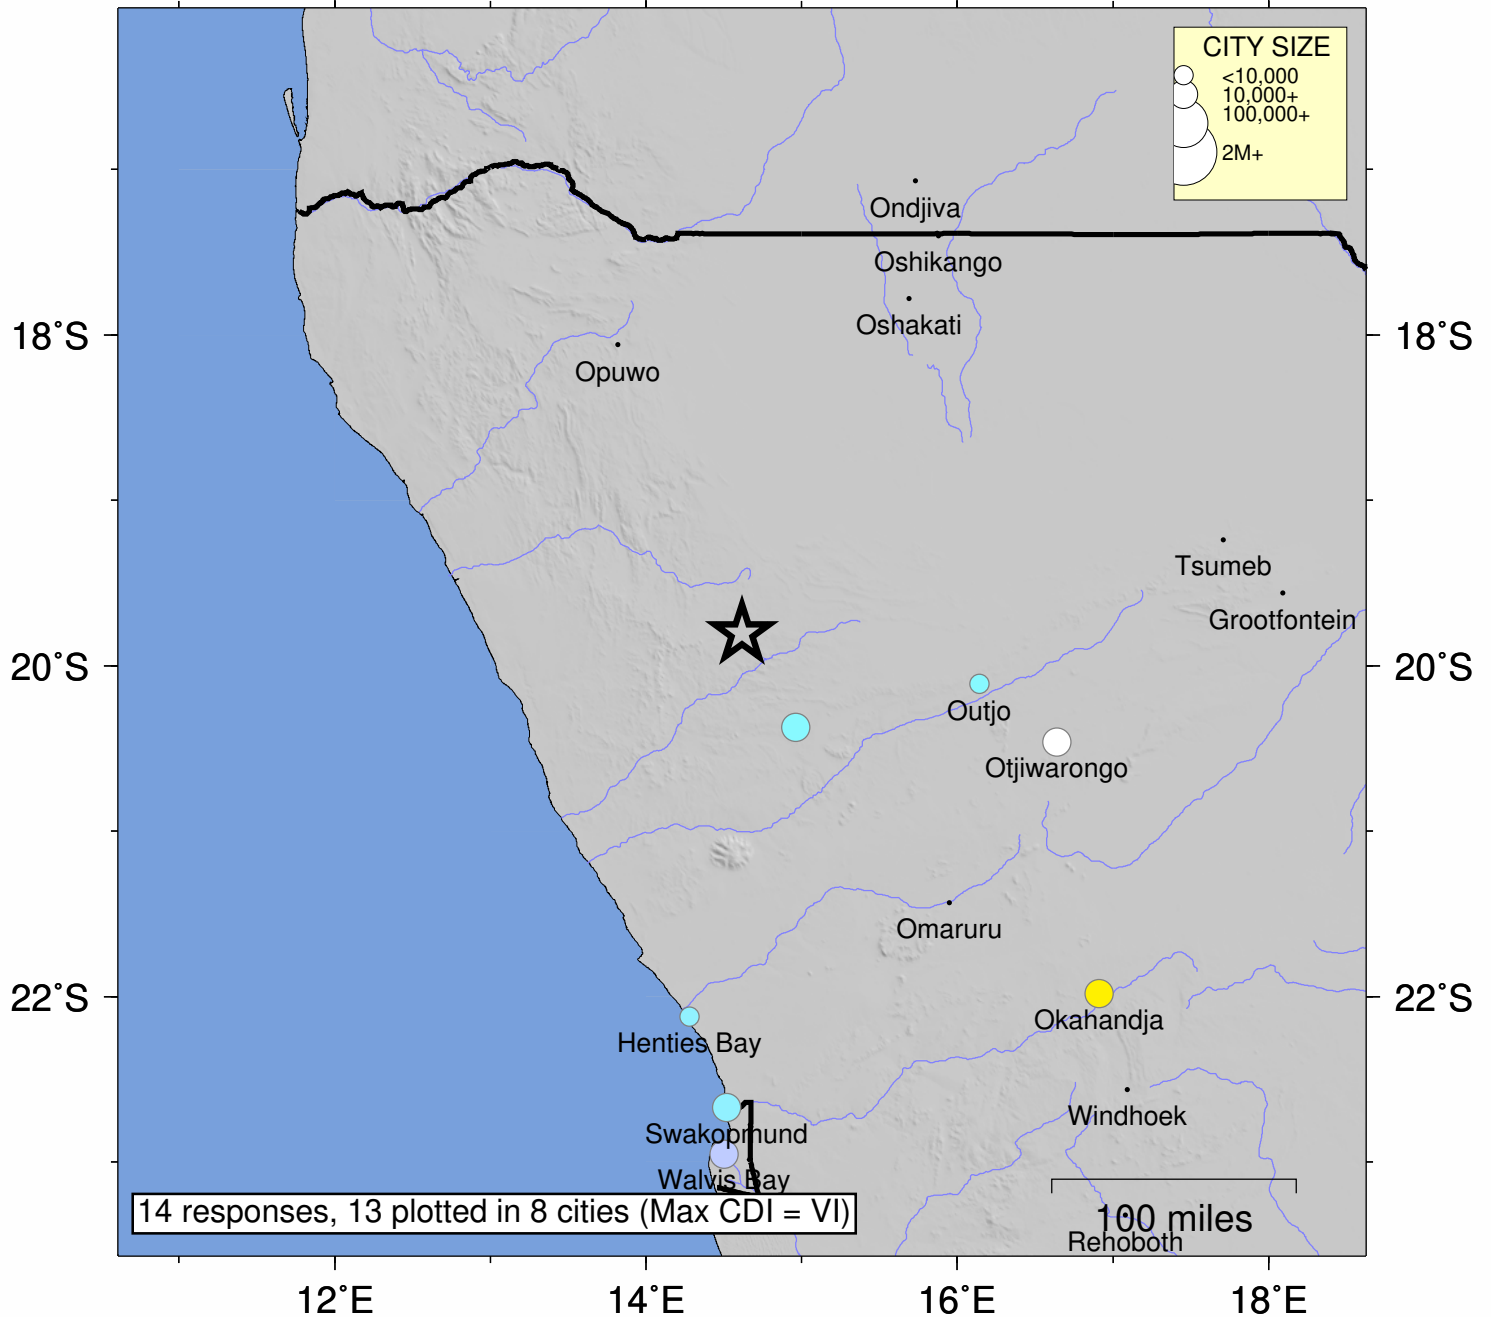 CITY SIZE
<10,000
10,000+
100,000+
2M+
Ondjiva
Oshikango
Oshakati
18°S
18°S
Opuwo
Tsumeb
Grootfontein
20°S
20°S
Outjo
Otjiwarongo
Omaruru
22°S
22°S
Okahandja
Henties Bay
Windhoek
Swakopmund
Walvis Bay
14 responses, 13 plotted in 8 cities (Max CDI = VI)
100 miles
Rehoboth
12°E
14°E
16°E
18°E